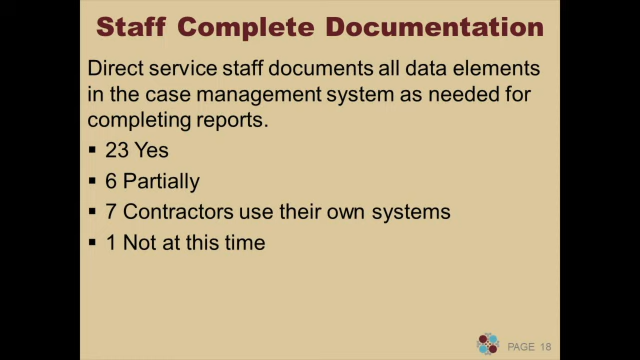 Staff Complete Documentation
Direct service staff documents all data elements
in the case management system as needed for
completing reports.
▪ 23 Yes
▪ 6 Partially
▪ 7 Contractors use their own systems
▪ 1 Not at this time
PAGE 18